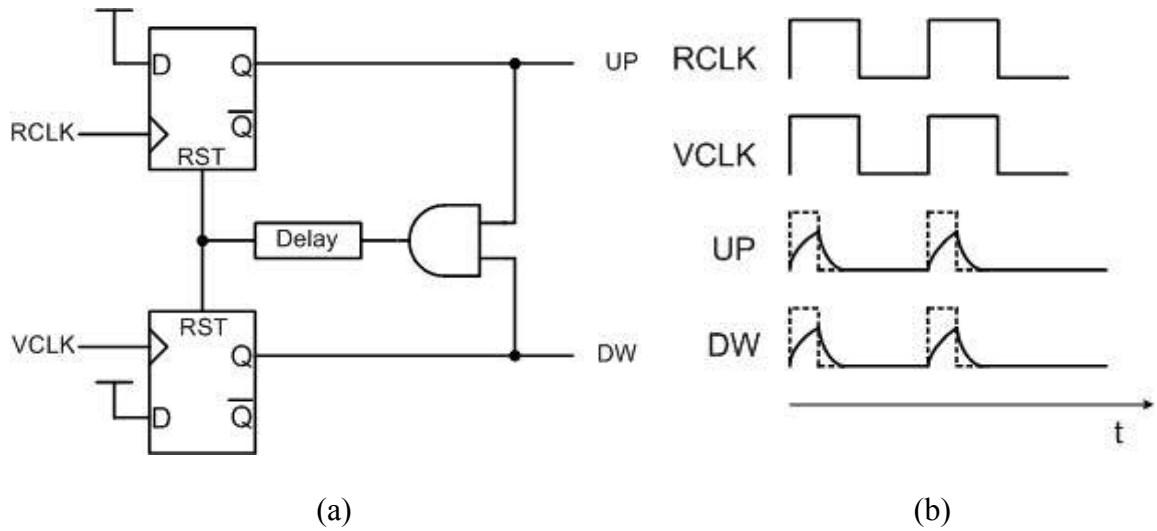 D Q UP
RCLK Q
RST
Delay
RST
VCLK Q DW
D Q
(a)
RCLK
VCLK
UP
DW
t
(b)